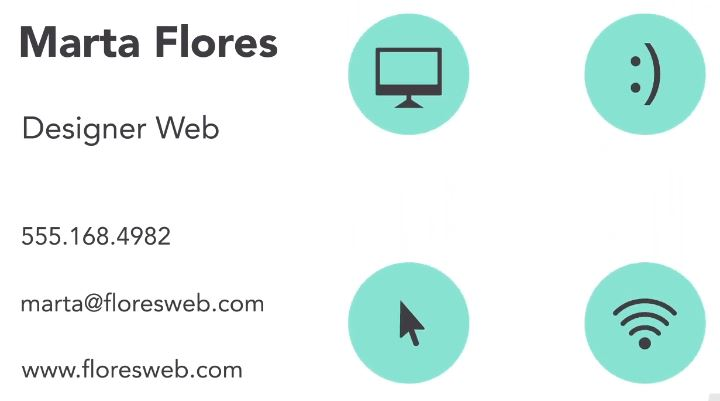 Marta Flores
Designer Web
555.168.4982
marta@floresweb.com
www.floresweb.com
:)